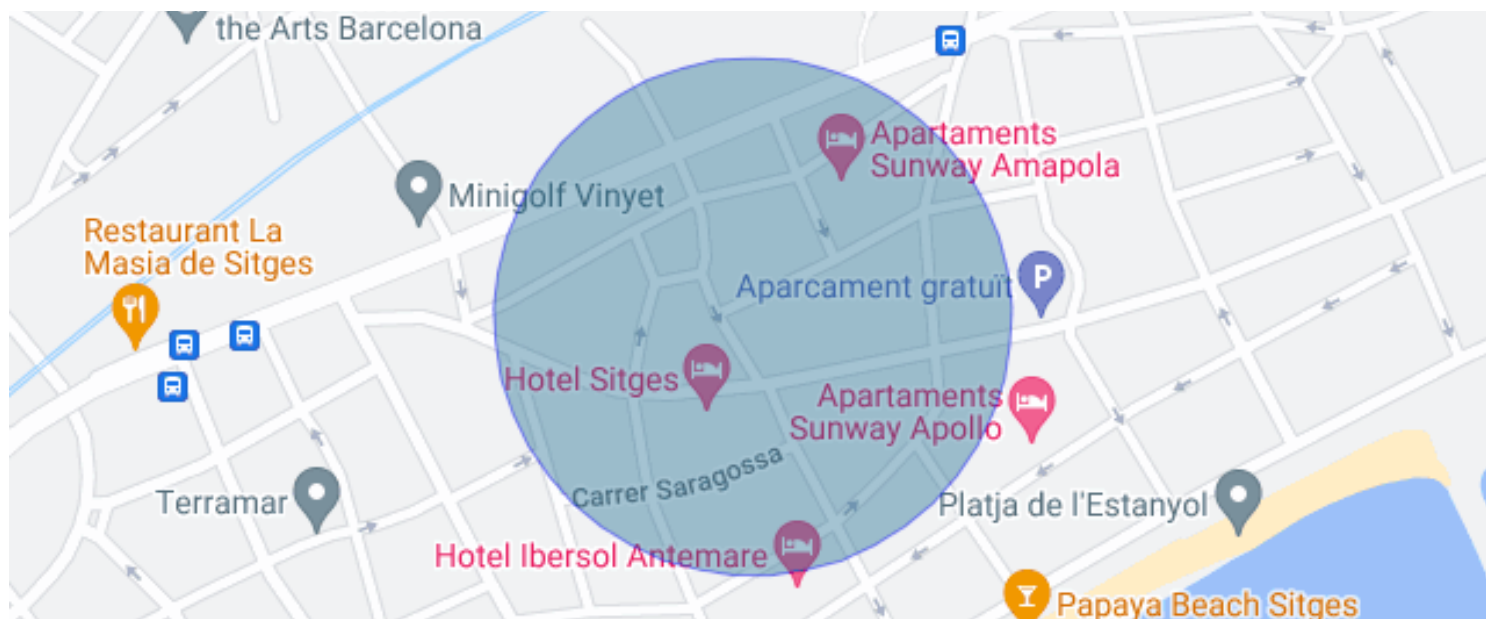 the Arts Barcelona
Apartaments
Sunway Amapola
Minigolf Vinyet
Restaurant La
Masia de Sitges
Aparcament gratuït
P
Hotel Sitges
Apartaments
Sunway Apollo
Carrer Saragossa
Terramar
Platja de l'Estanyol
Hotel Ibersol Antemare
Papaya Beach Sitges